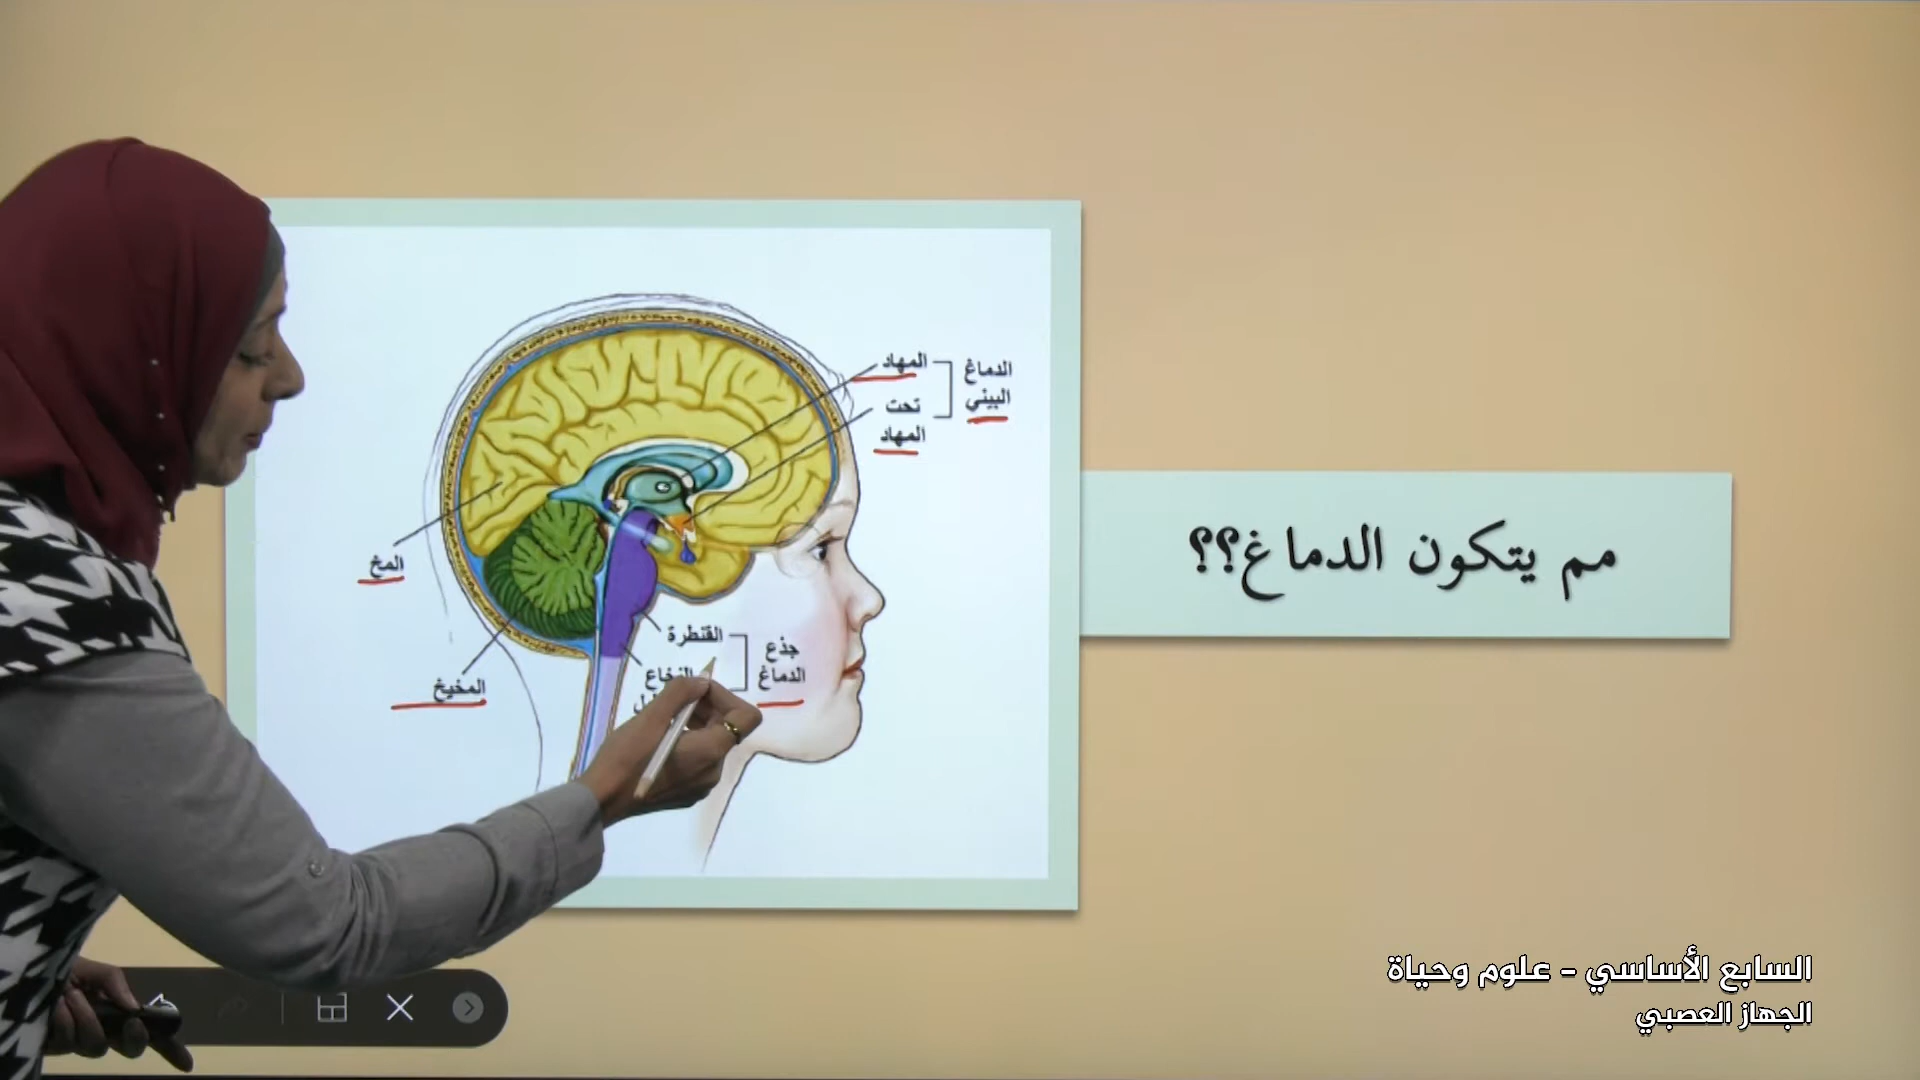 مم يتكون الدماغ؟؟
المهاد
تحت
المهاد
الدماغ
البيني
المخ
المخيخ
القنطرة
النخاع
جذع
الدماغ
السابع الأساسي - علوم وحياة
الجهاز العصبي